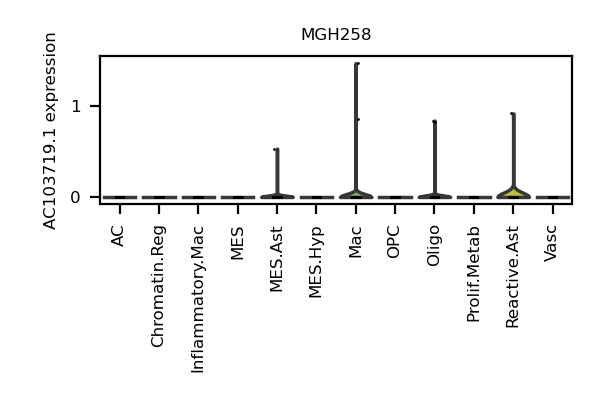 MGH258
AC103719.1 expression
1
0
AC
Chromatin.Reg
Inflammatory.Mac
MES
MES.Ast
MES.Hyp
Mac
OPC
Oligo
Prolif.Metab
Reactive.Ast
Vasc